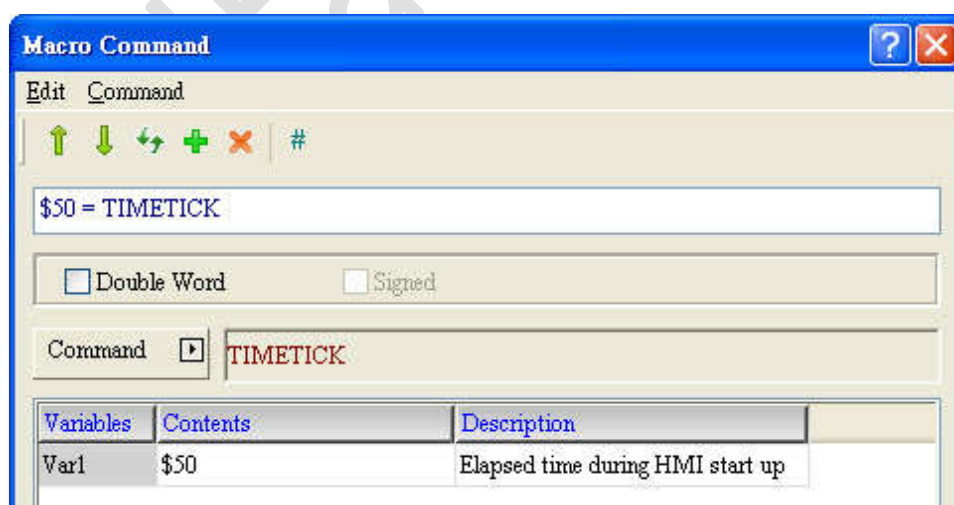 Macro Command
Edit Command
#
$50 = TIMETICK
Double Word Signed
Command TIMETICK
Variables Contents Description
Var1 $50 Elapsed time during HMI start up